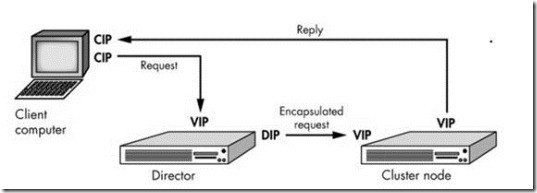 Reply
CIP
CIP
Request
Client
computer
VIP
DIP
Encapsulated
request
VIP
VIP
Director
Cluster node